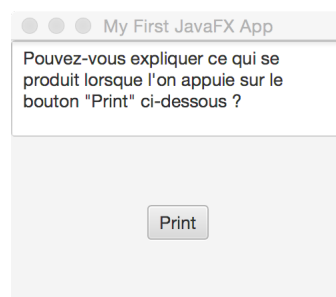 My First JavaFX App
Pouvez-vous expliquer ce qui se
produit lorsque l'on appuie sur le
bouton "Print" ci-dessous ?
Print